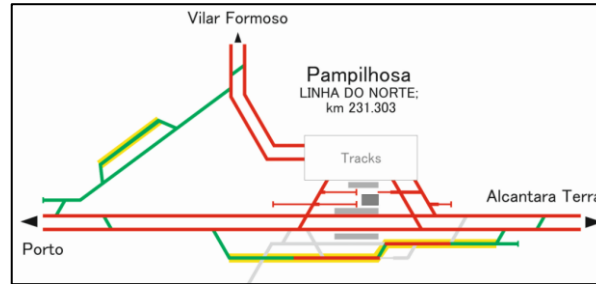 Vilar Formoso
Pampilhosa
LINHA DO NORTE;
km 231.303
Tracks
Alcantara Terra
Porto